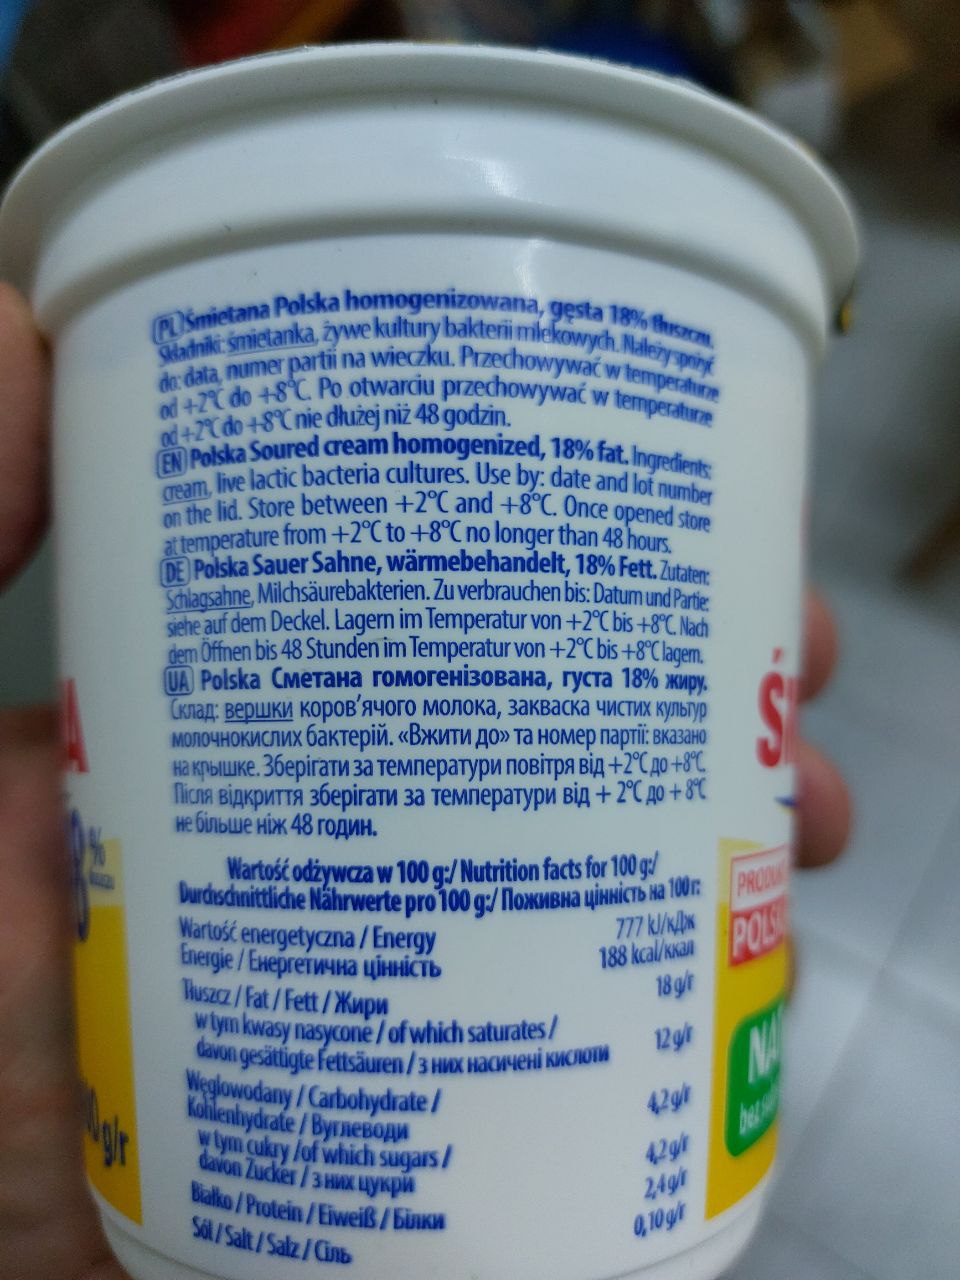 PL Śmietana Polska homogenizowana, gęsta 18% tłuszczu.
Składniki: śmietanka, żywe kultury bakterii mlekowych. Należy spożyć
do: data, numer partii na wieczku. Przechowywać w temperaturze
od +2°C do +8°C. Po otwarciu przechowywać w temperaturze
od +2°C do +8°C nie dłużej niż 48 godzin.
EN Polska Soured cream homogenized, 18% fat. Ingredients:
cream, live lactic bacteria cultures. Use by: date and lot number
on the lid. Store between +2°C and +8°C. Once opened store
at temperature from +2°C to +8°C no longer than 48 hours.
DE Polska Sauer Sahne, wärmebehandelt, 18% Fett. Zutaten:
Schlagsahne, Milchsäurebakterien. Zu verbrauchen bis: Datum und Partie:
siehe auf dem Deckel. Lagern im Temperatur von +2°C bis +8°C. Nach
dem Öffnen bis 48 Stunden im Temperatur von +2°C bis +8°C lagern.
UA Polska Сметана гомогенізована, густа 18% жиру.
Склад: вершки коров'ячого молока, закваска чистих культур
молочнокислих бактерій. «Вжити до» та номер партії: вказано
на крышке. Зберігати за температури повітря від +2°C до +8°C.
Після відкриття зберігати за температури від + 2°C до + 8°C
не більше ніж 48 годин.
Wartość odżywcza w 100 g:/ Nutrition facts for 100 g:/
Durchschnittliche Nährwerte pro 100 g:/ Поживна цінність на 100 г:
Wartość energetyczna / Energy 777 kJ/кДж
Energie / Енергетична цінність 188 kcal/ккал
Tłuszcz / Fat / Fett / Жири 18 g/г
w tym kwasy nasycone / of which saturates /
davon gesättigte Fettsäuren / з них насичені кислоти 12 g/г
Węglowodany / Carbohydrate /
Kohlenhydrate / Вуглеводи 4,2 g/г
w tym cukry /of which sugars /
davon Zucker / з них цукри 4,2 g/г
Białko / Protein / Eiweiß / Білки 2,4 g/г
Sól / Salt / Salz / Сіль 0,10 g/г